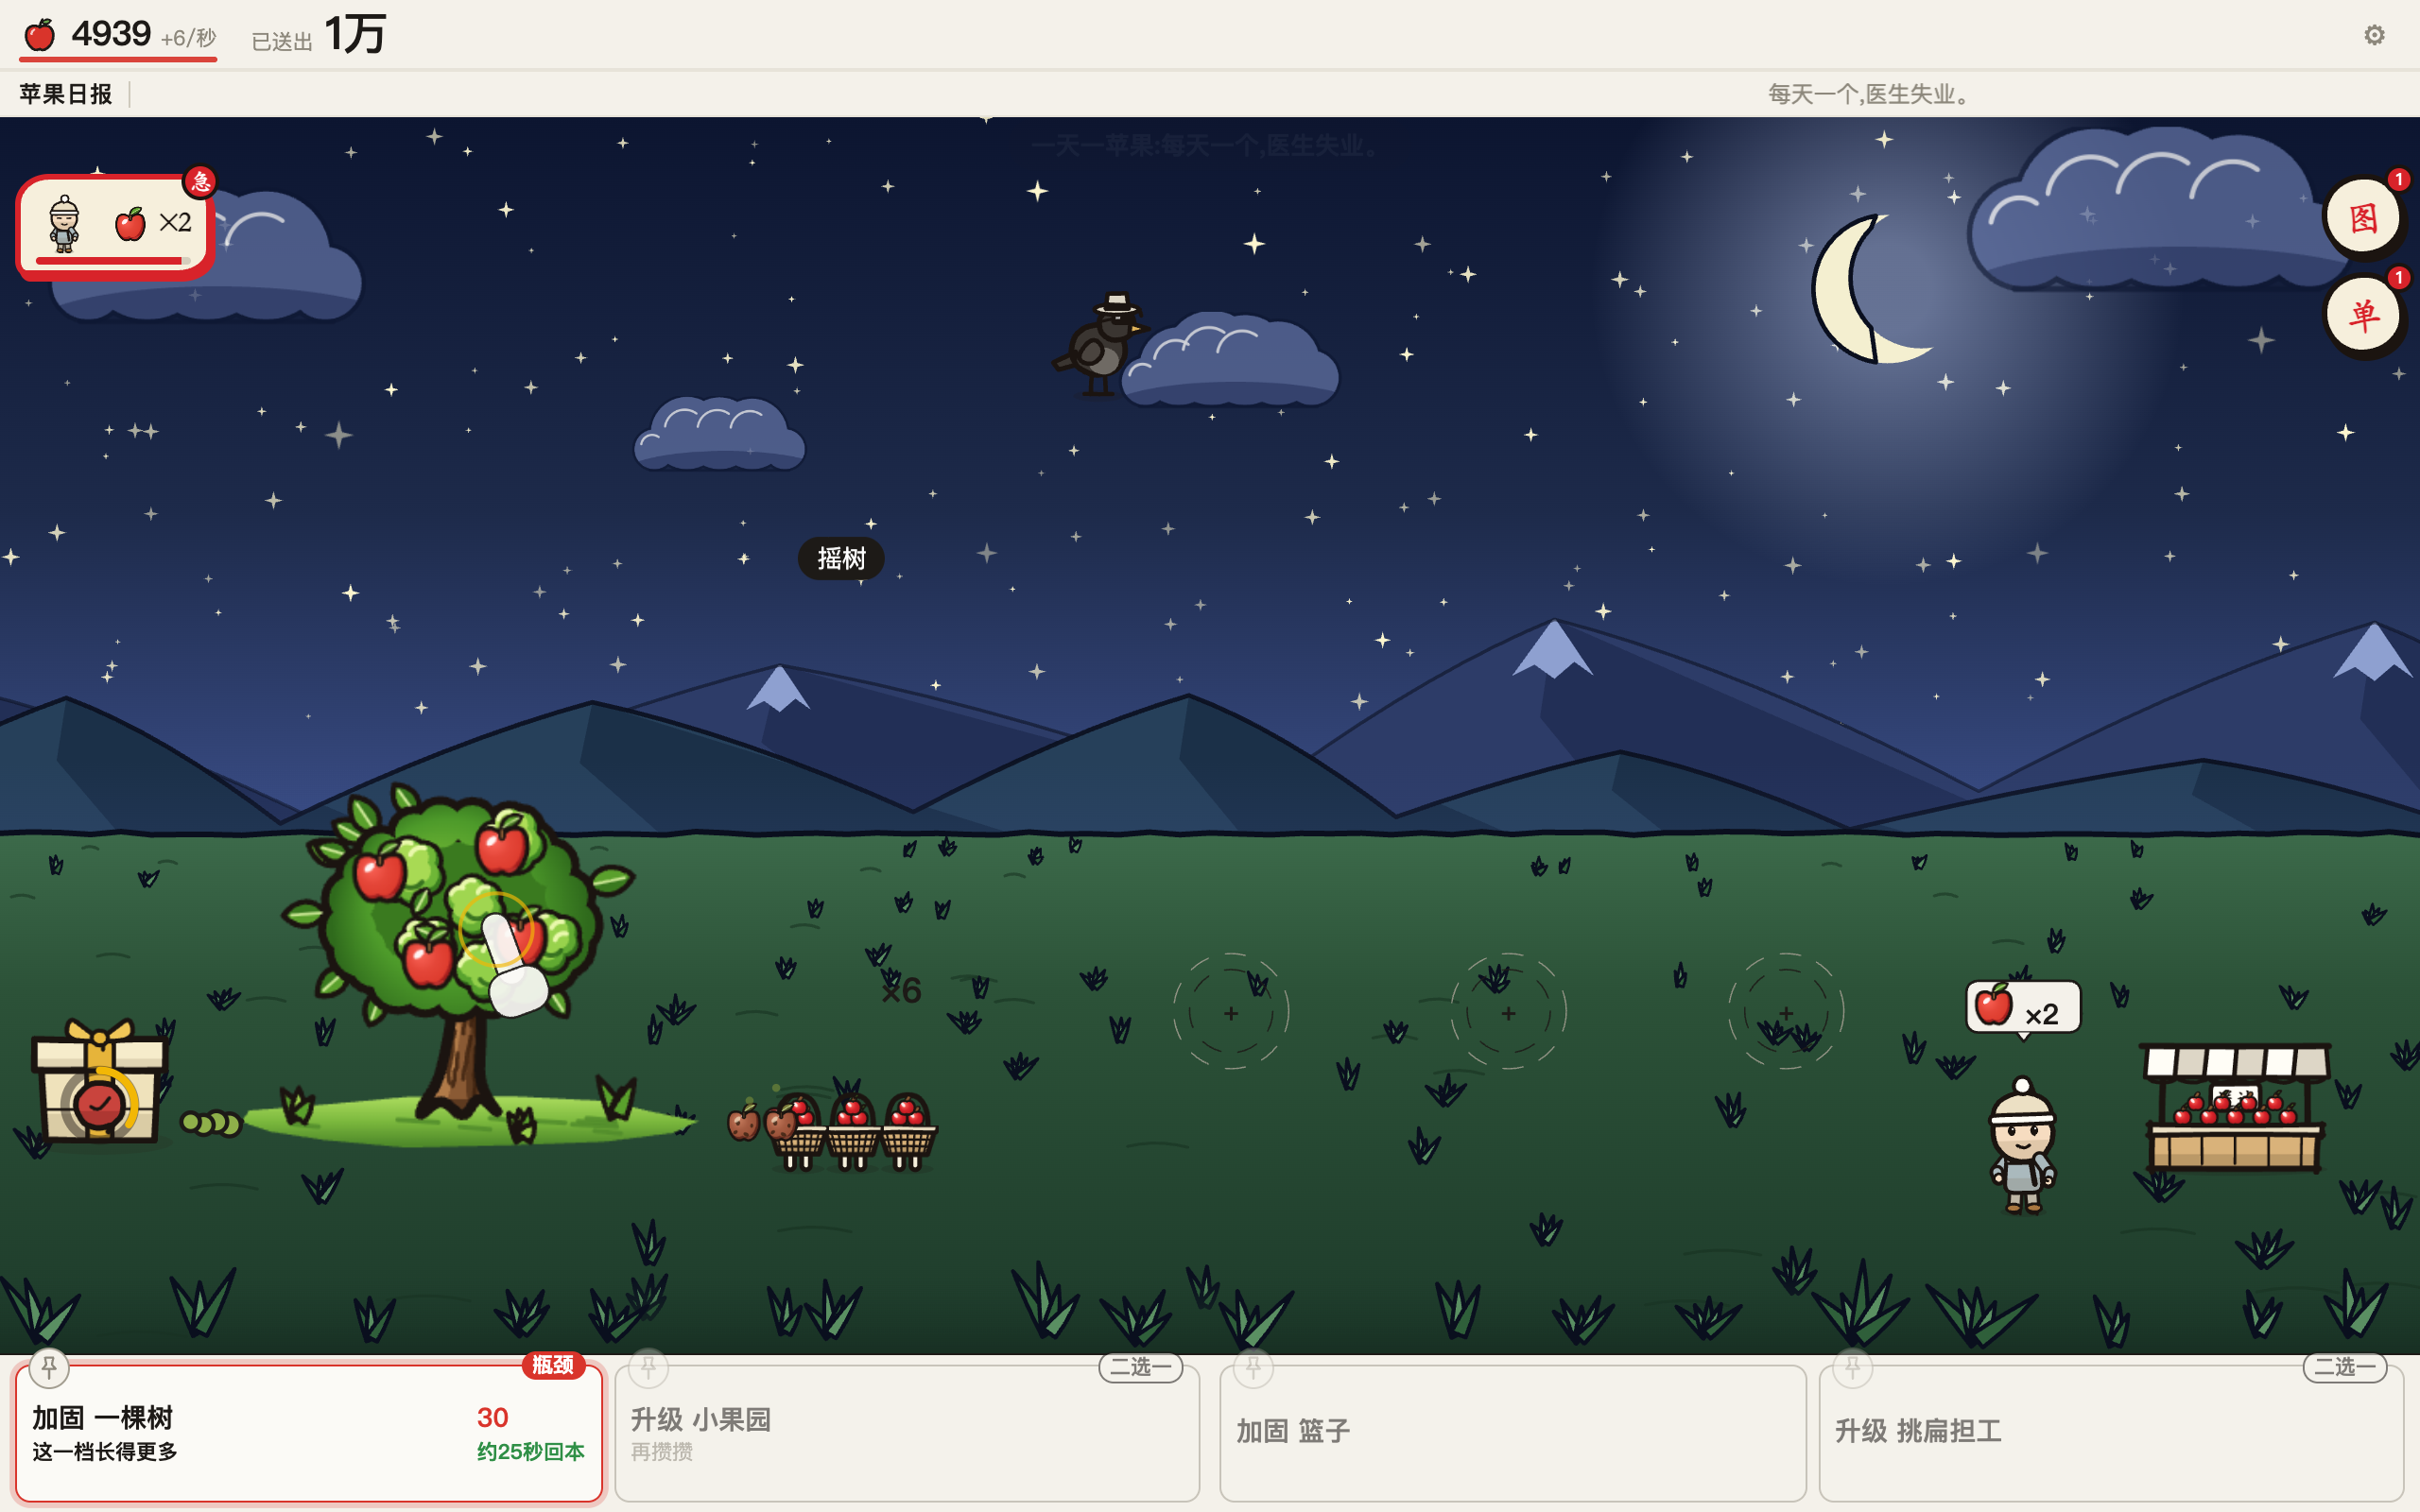 4939 +6/秒 已送出 1万
苹果日报
每天一个,医生失业。
一天一苹果:每天一个,医生失业。
急
×2
1
图
1
单
摇树
×6
×2
瓶颈
加固 一棵树
30
这一档长得更多
约25秒回本
二选一
升级 小果园
再攒攒
加固 篮子
二选一
升级 挑扁担工